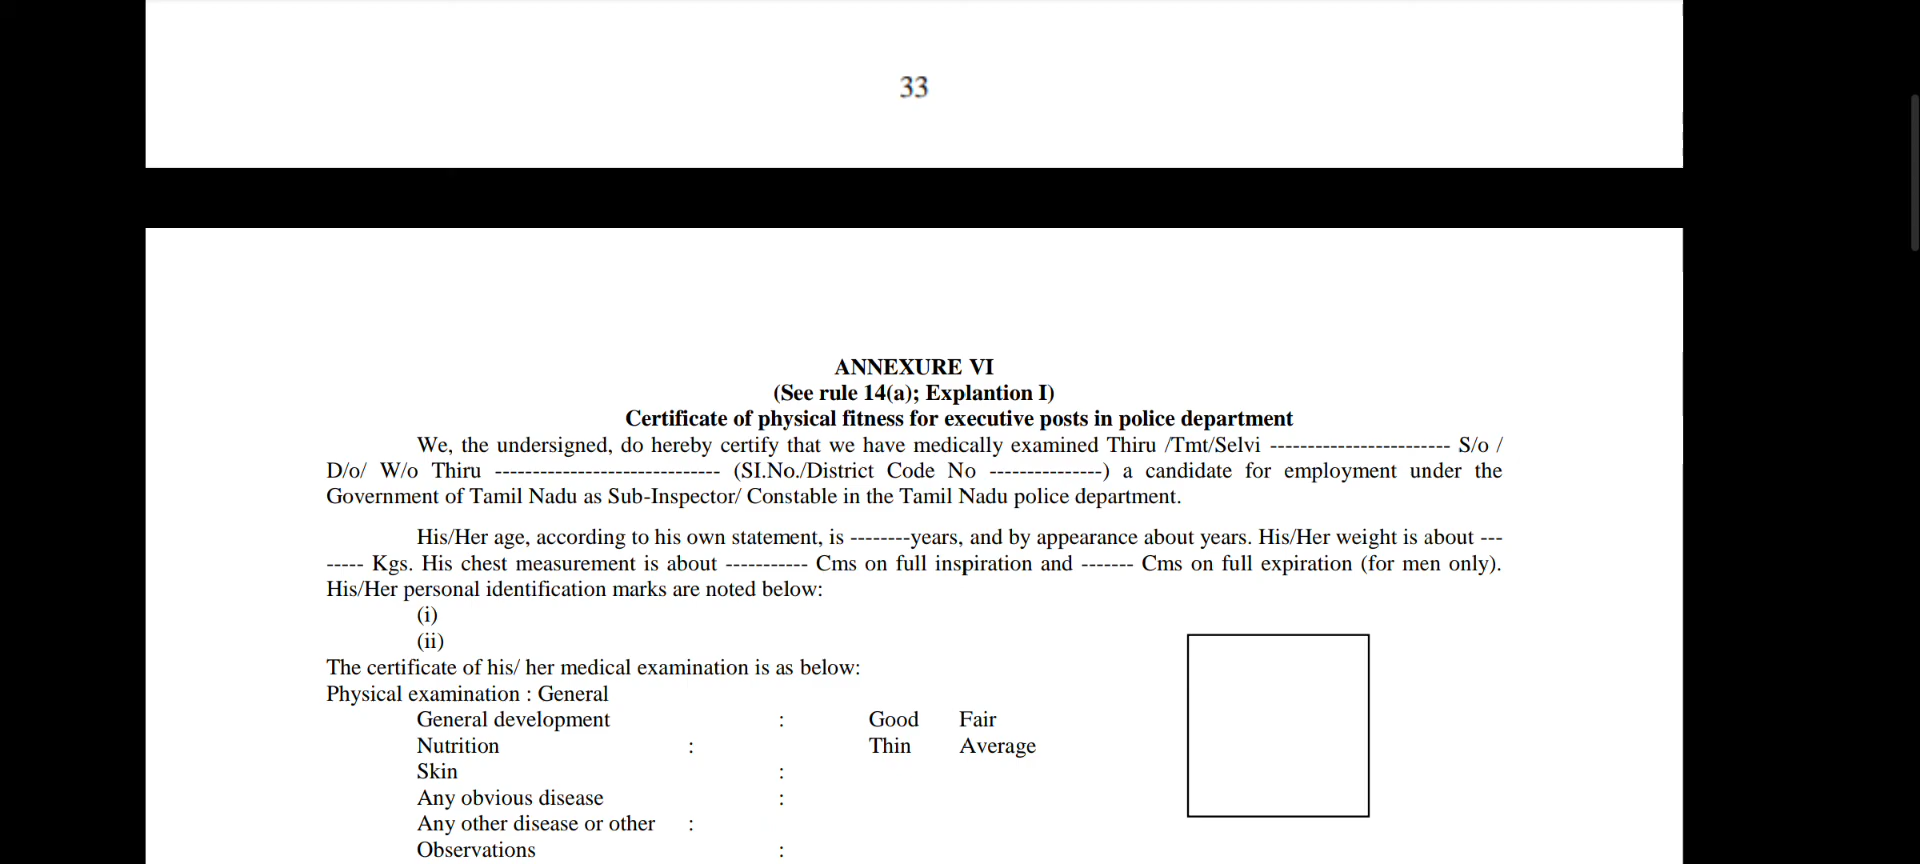 33
ANNEXURE VI
(See rule 14(a); Explantion I)
Certificate of physical fitness for executive posts in police department
We, the undersigned, do hereby certify that we have medically examined Thiru /Tmt/Selvi ------------------------ S/o /
D/o/ W/o Thiru ------------------------------ (SI.No./District Code No ---------------) a candidate for employment under the
Government of Tamil Nadu as Sub-Inspector/ Constable in the Tamil Nadu police department.
His/Her age, according to his own statement, is --------years, and by appearance about years. His/Her weight is about ---
----- Kgs. His chest measurement is about ----------- Cms on full inspiration and ------- Cms on full expiration (for men only).
His/Her personal identification marks are noted below:
(i)
(ii)
The certificate of his/ her medical examination is as below:
Physical examination : General
General development : Good Fair
Nutrition : Thin Average
Skin :
Any obvious disease :
Any other disease or other :
Observations :